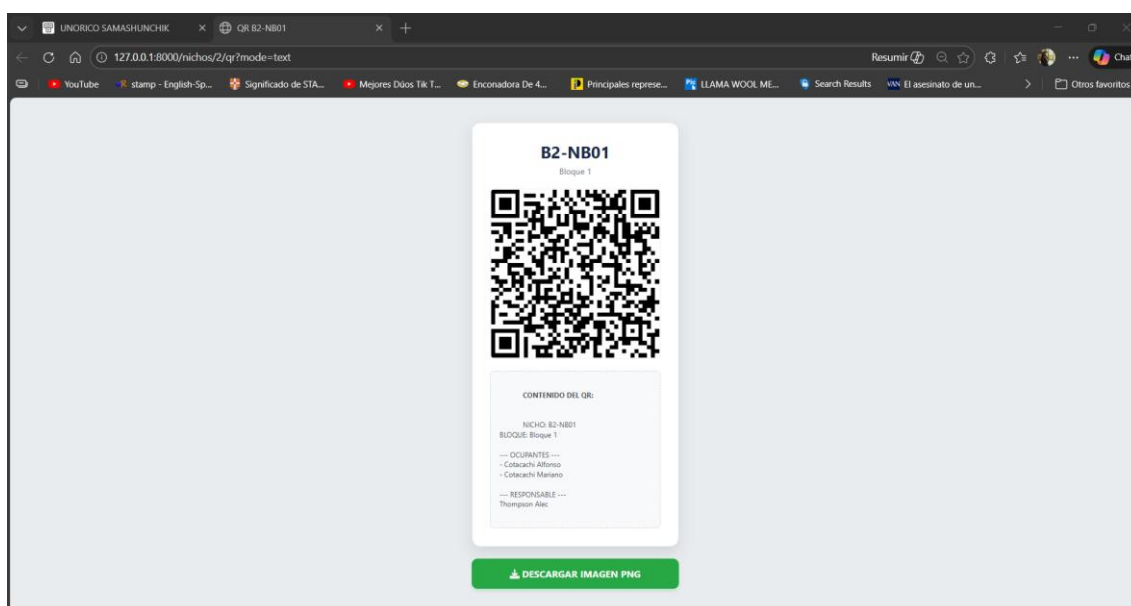 UNORICO SAMASHUNCHIK
QR B2-NB01
127.0.0.1:8000/nichos/2/qr?mode=text
Resumir
Chat
YouTube
stamp - English-Sp...
Significado de STA...
Mejores Dúos Tik T...
Enconadora De 4...
Principales represe...
LLAMA WOOL ME...
Search Results
VAN
El asesinato de un...
Otros favoritos
B2-NB01
Bloque 1
CONTENIDO DEL QR:
NICHO: B2-NB01
BLOQUE: Bloque 1
--- OCUPANTES ---
- Cotacachi Alfonso
- Cotacachi Mariano
--- RESPONSABLE ---
Thompson Alec
DESCARGAR IMAGEN PNG